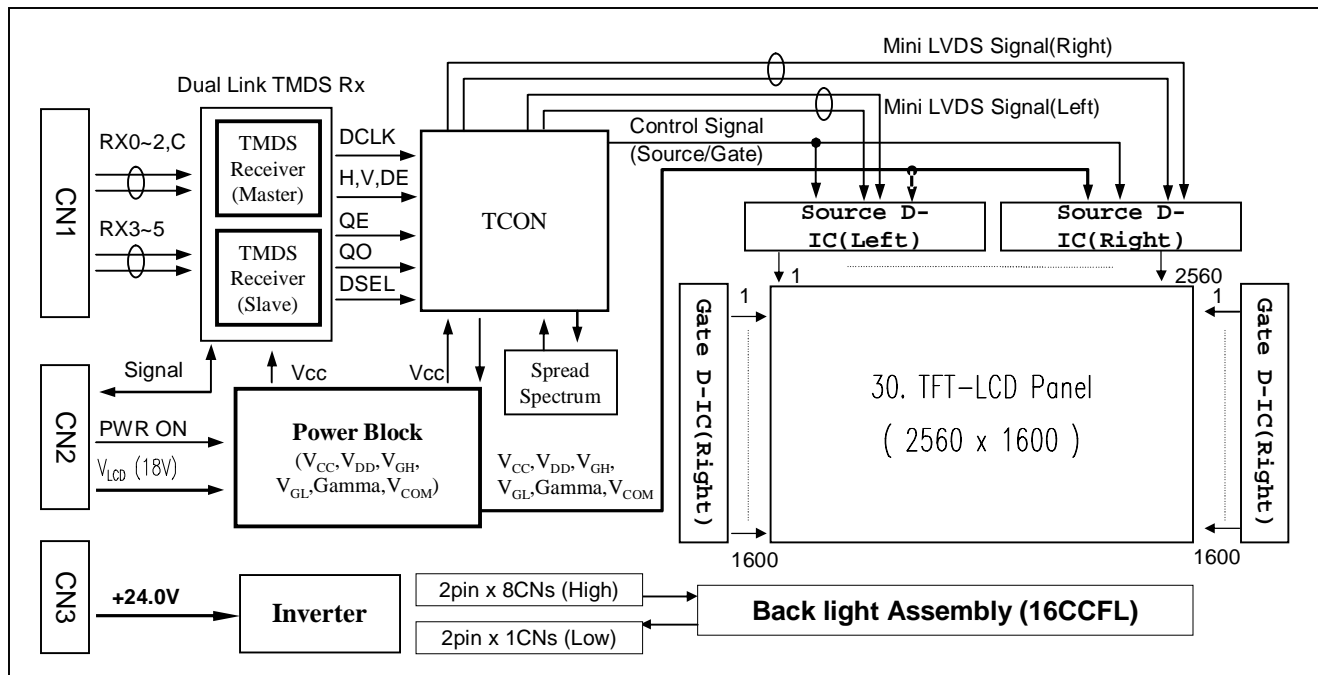 Mini LVDS Signal(Right)
Dual Link TMDS Rx
Mini LVDS Signal(Left)
CN1
RX0~2,C
RX3~5
TMDS
Receiver
(Master)
TMDS
Receiver
(Slave)
DCLK
H,V,DE
QE
QO
DSEL
TCON
Control Signal
(Source/Gate)
Source D-
IC(Left)
Source D-
IC(Right)
1
2560
Gate D-IC(Right)
1
1600
30. TFT-LCD Panel
( 2560 x 1600 )
1
1600
Gate D-IC(Right)
CN2
Signal
PWR ON
VLCD (18V)
Vcc
Vcc
Spread
Spectrum
Power Block
(VCC,VDD,VGH,
VGL,Gamma,VCOM)
VCC,VDD,VGH,
VGL,Gamma,VCOM
CN3
+24.0V
Inverter
2pin x 8CNs (High)
2pin x 1CNs (Low)
Back light Assembly (16CCFL)